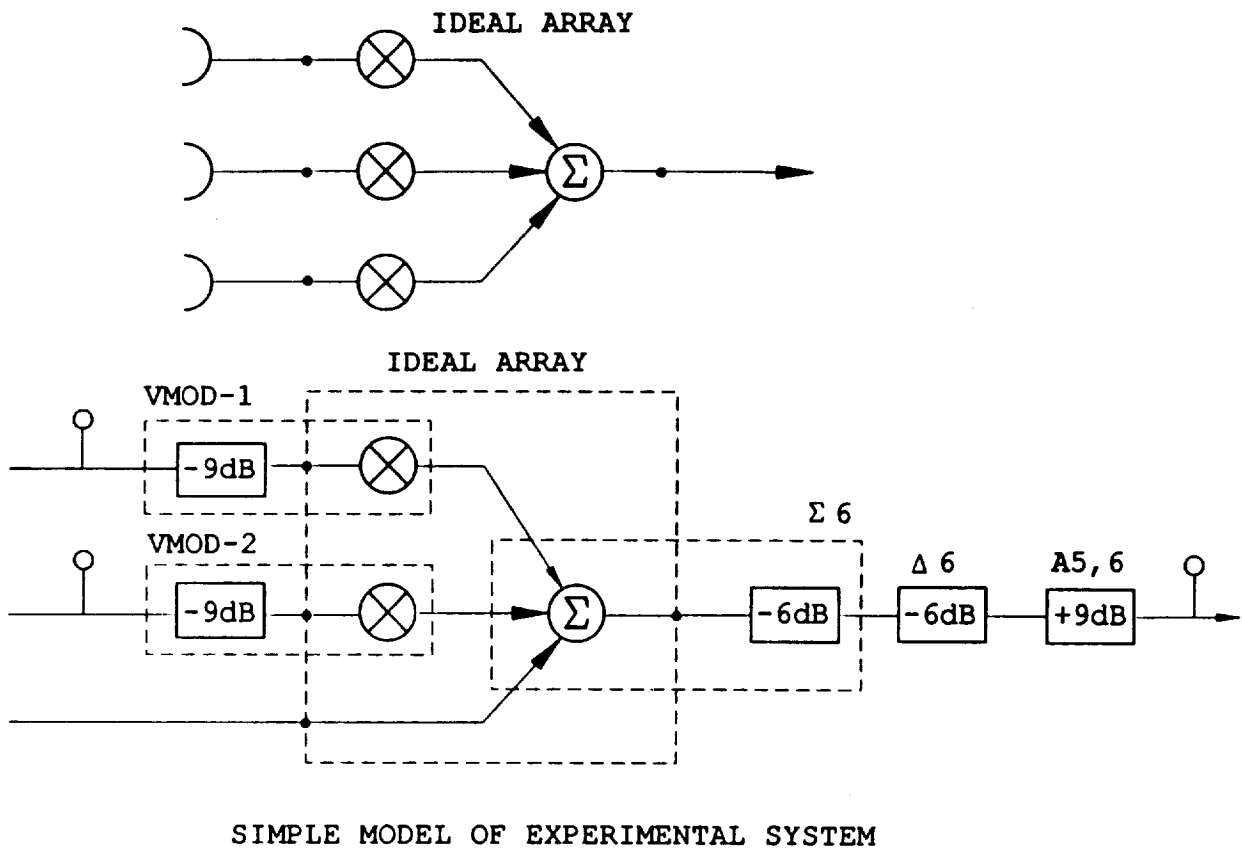 IDEAL ARRAY
Σ
IDEAL ARRAY
VMOD-1
-9dB
Σ 6
VMOD-2
Δ 6
A5,6
-9dB
Σ
-6dB
-6dB
+9dB
SIMPLE MODEL OF EXPERIMENTAL SYSTEM